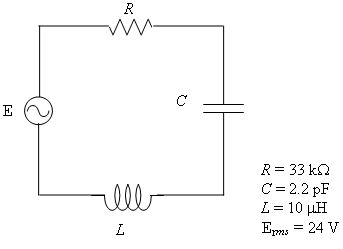 R
E
C
L
R = 33 kΩ
C = 2.2 pF
L = 10 μH
Erms = 24 V